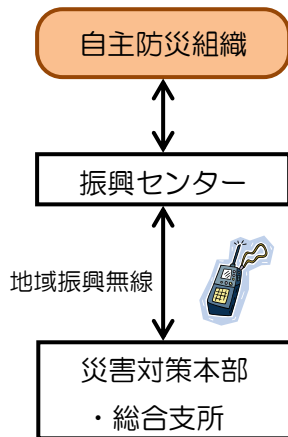 自主防災組織
振興センター
地域振興無線
災害対策本部
・総合支所